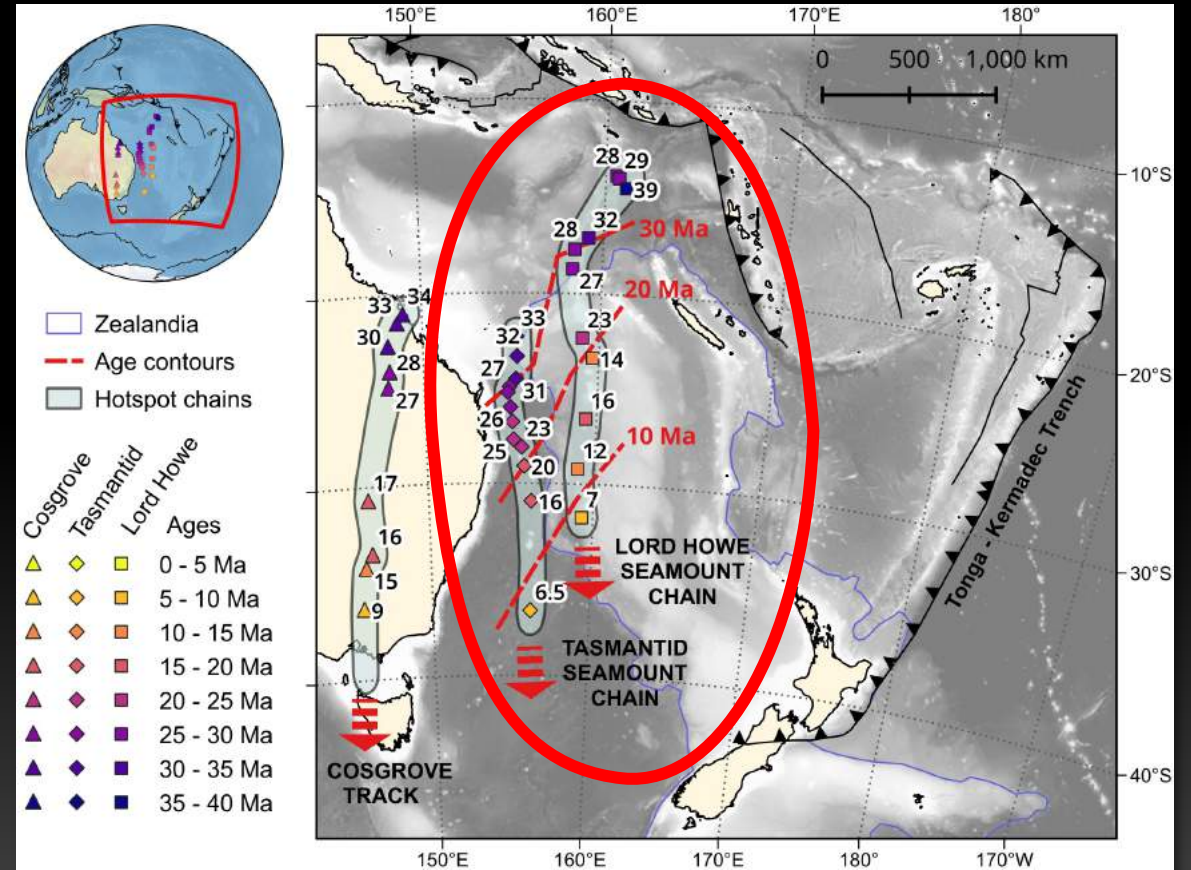 150°E 160°E 170°E 180°
0 500 1,000 km
10°S
20°S
30°S
40°S
150°E 160°E 170°E 180° 170°W
Zealandia
Age contours
Hotspot chains
Cosgrove
Tasmantid
Lord Howe
Ages
0 - 5 Ma
5 - 10 Ma
10 - 15 Ma
15 - 20 Ma
20 - 25 Ma
25 - 30 Ma
30 - 35 Ma
35 - 40 Ma
34
33
30
28
27
17
16
15
9
COSGROVE
TRACK
33
32
27
31
26
23
25
20
16
6.5
TASMANTID
SEAMOUNT
CHAIN
28
29
39
32
28
27
23
14
16
12
7
LORD HOWE
SEAMOUNT
CHAIN
30 Ma
20 Ma
10 Ma
Tonga - Kermadec Trench